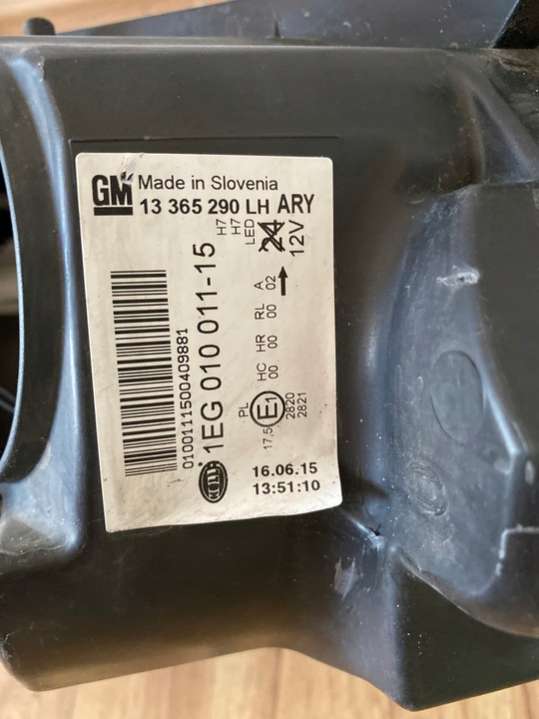 GM Made in Slovenia
13 365 290 LH ARY
H7
H7
LED
24
12V
1EG 010 011-15
0100111500409881
A
02
RL
00
HR
00
HC
00
PL
17,5
E1
2820
2821
16.06.15
13:51:10